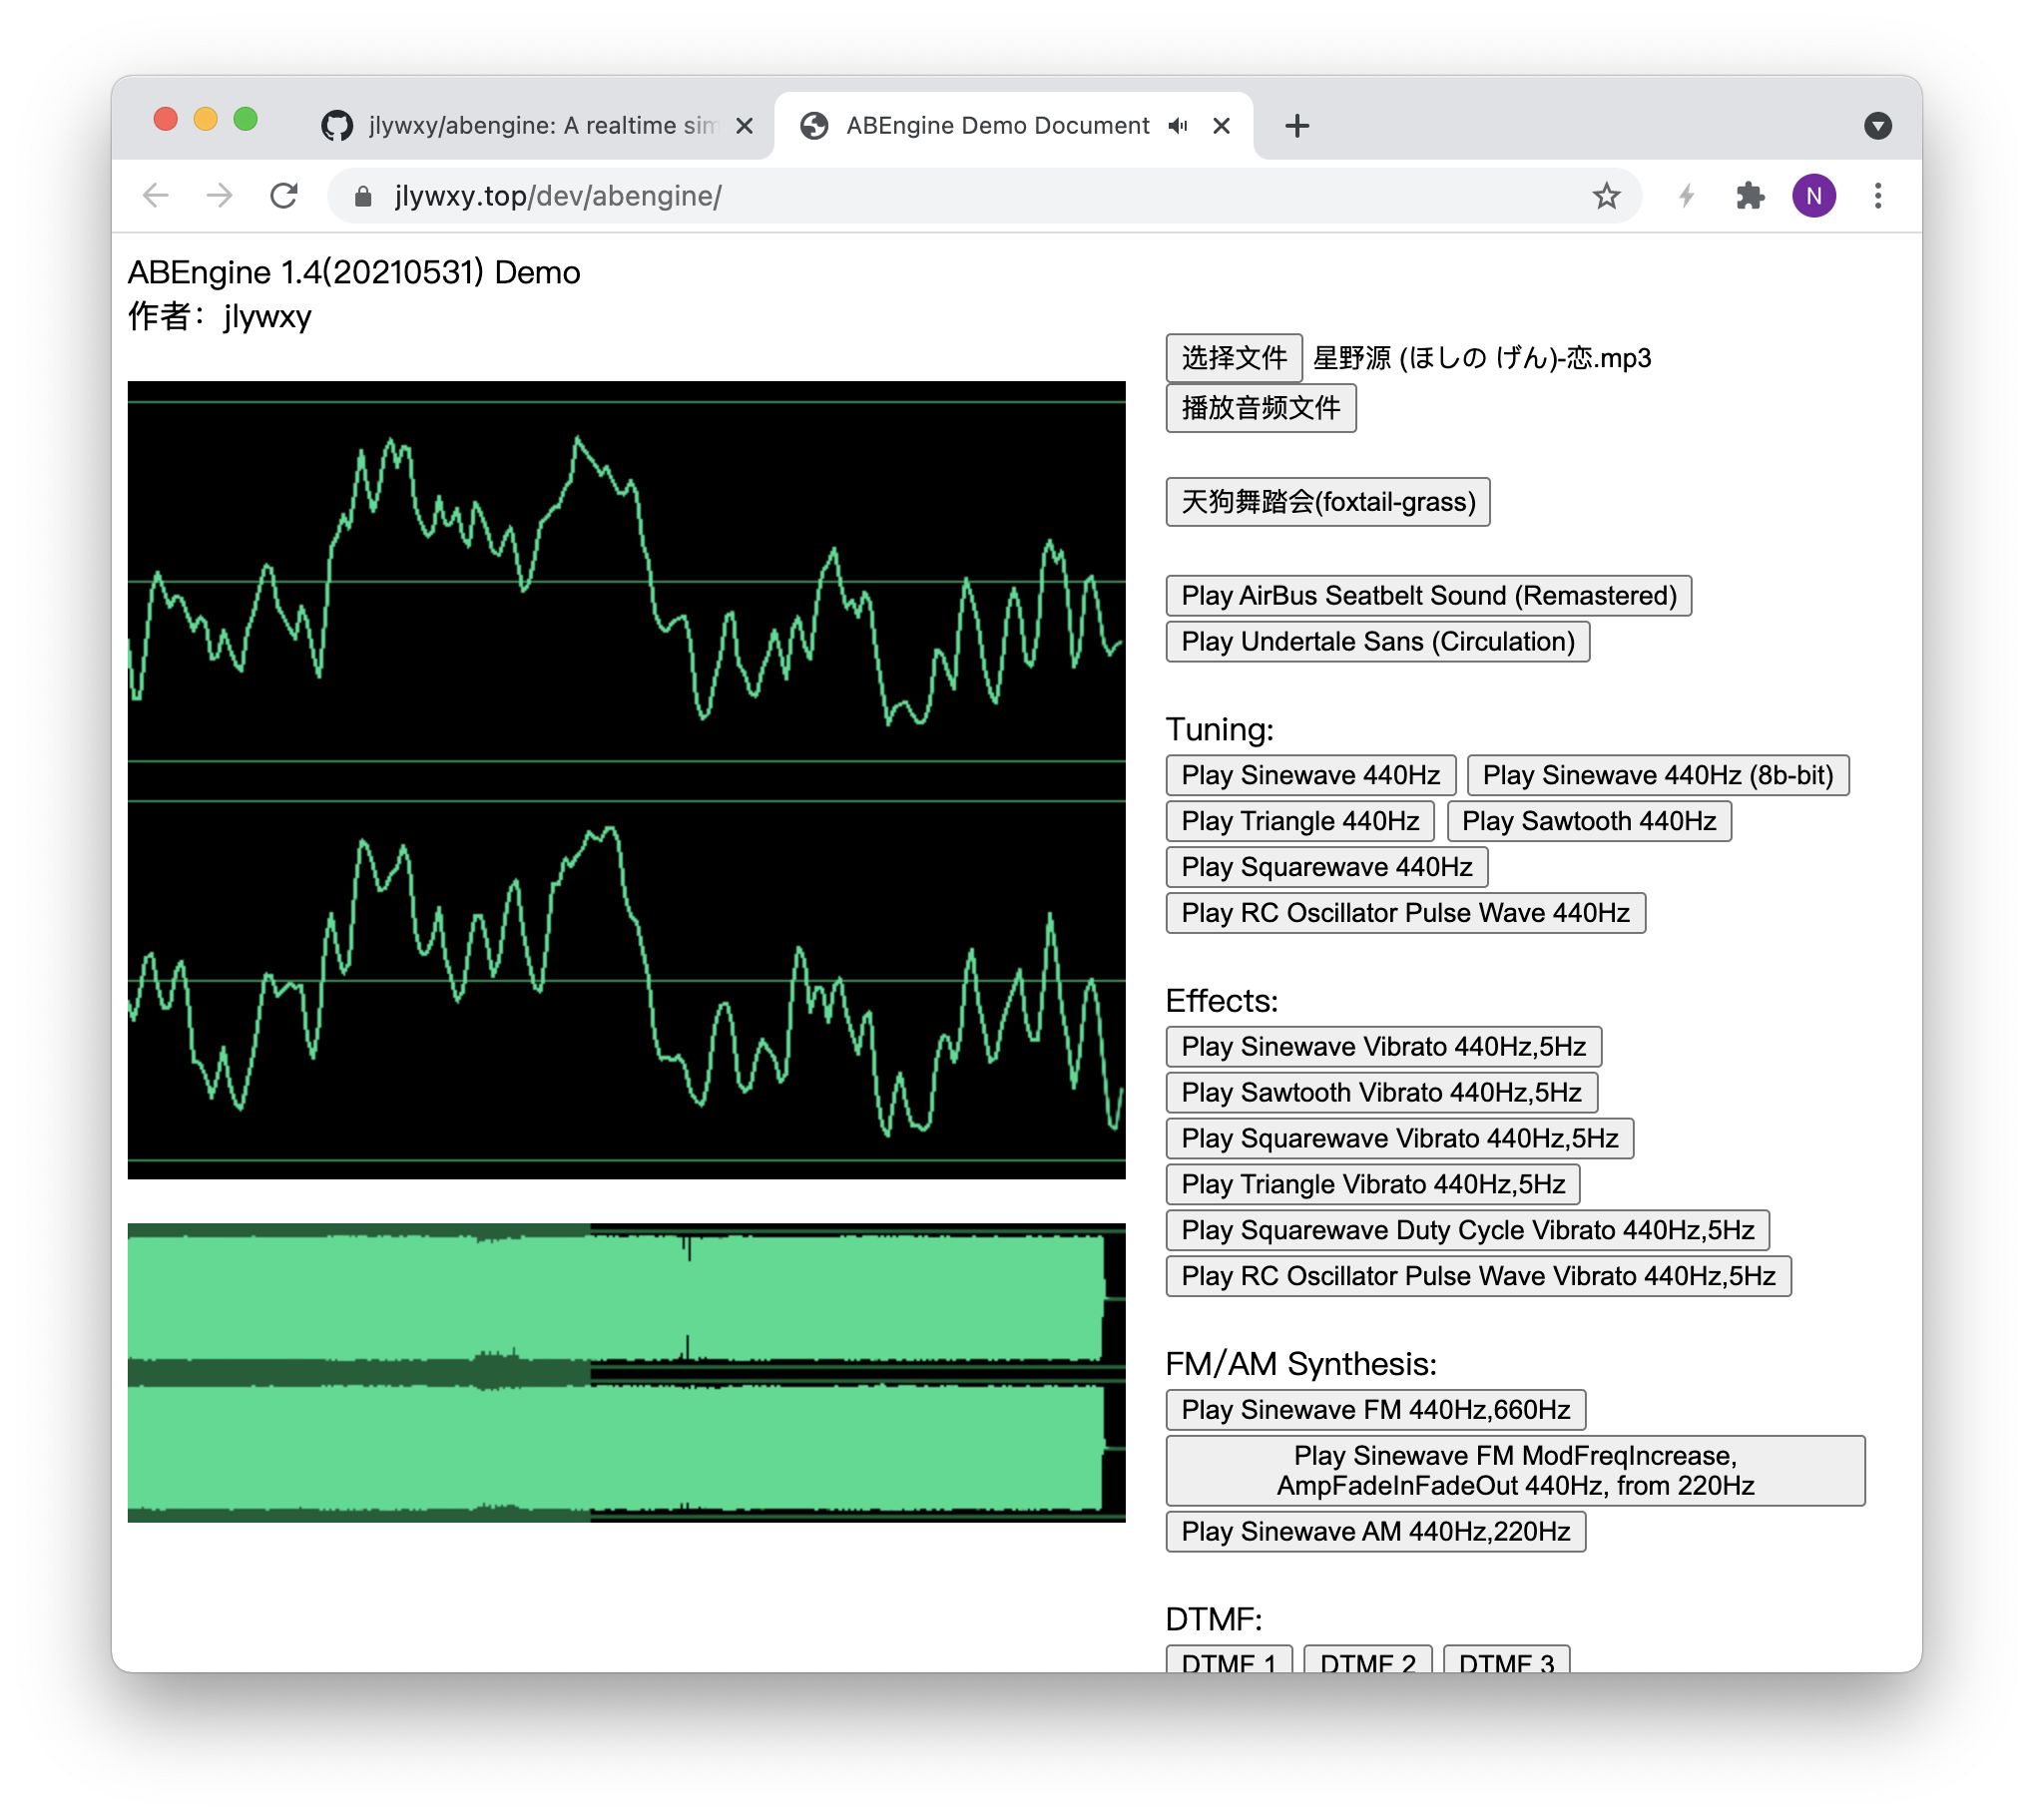 jlywxy/abengine: A realtime sim
ABEngine Demo Document
jlywxy.top/dev/abengine/
N
ABEngine 1.4(20210531) Demo
作者：jlywxy
选择文件 星野源 (ほしの げん)-恋.mp3
播放音频文件
天狗舞踏会(foxtail-grass)
Play AirBus Seatbelt Sound (Remastered)
Play Undertale Sans (Circulation)
Tuning:
Play Sinewave 440Hz Play Sinewave 440Hz (8b-bit)
Play Triangle 440Hz Play Sawtooth 440Hz
Play Squarewave 440Hz
Play RC Oscillator Pulse Wave 440Hz
Effects:
Play Sinewave Vibrato 440Hz,5Hz
Play Sawtooth Vibrato 440Hz,5Hz
Play Squarewave Vibrato 440Hz,5Hz
Play Triangle Vibrato 440Hz,5Hz
Play Squarewave Duty Cycle Vibrato 440Hz,5Hz
Play RC Oscillator Pulse Wave Vibrato 440Hz,5Hz
FM/AM Synthesis:
Play Sinewave FM 440Hz,660Hz
Play Sinewave FM ModFreqIncrease,
AmpFadeInFadeOut 440Hz, from 220Hz
Play Sinewave AM 440Hz,220Hz
DTMF:
DTMF 1 DTMF 2 DTMF 3